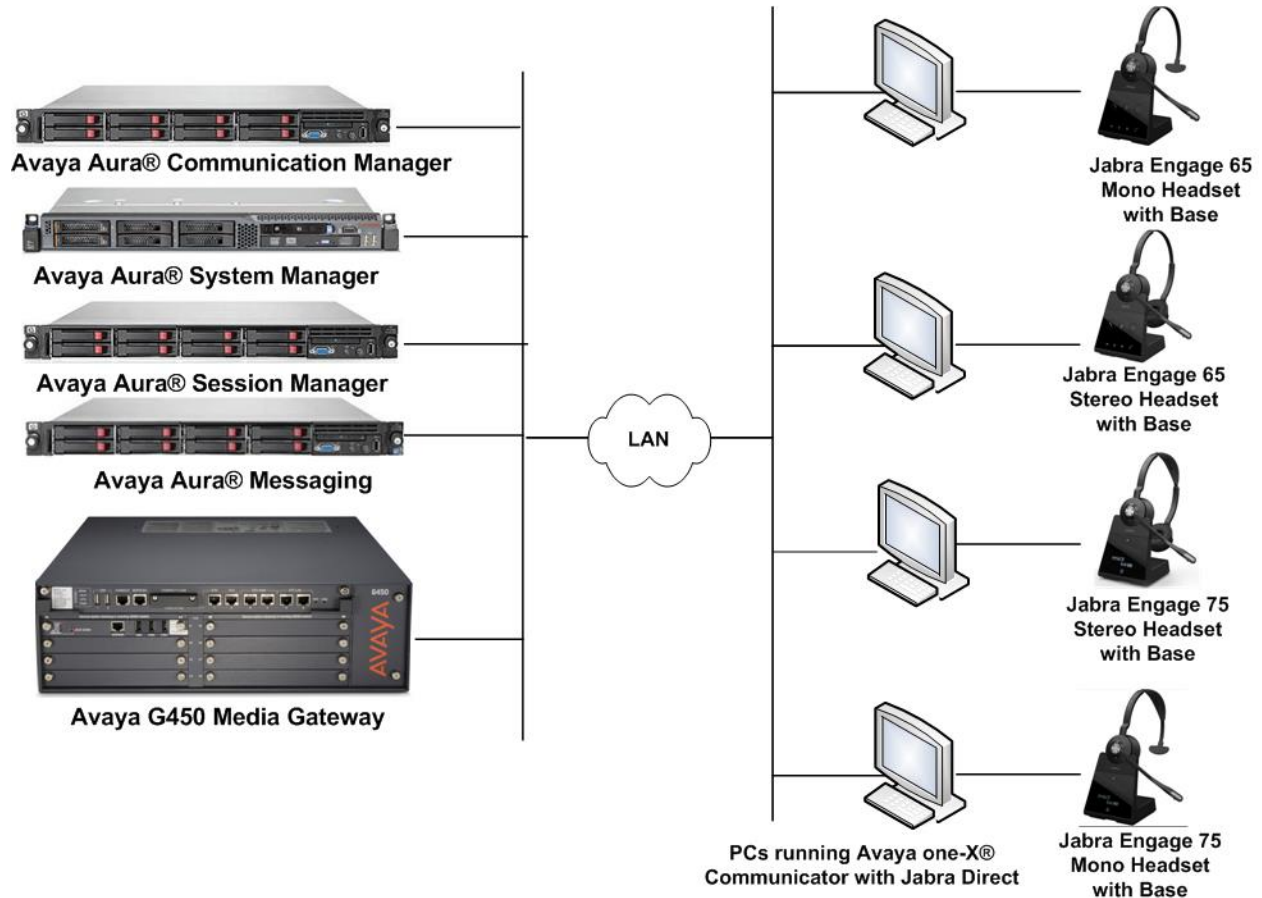 Avaya Aura® Communication Manager
Avaya Aura® System Manager
Avaya Aura® Session Manager
Avaya Aura® Messaging
G450
AVAYA
Avaya G450 Media Gateway
LAN
Jabra Engage 65
Mono Headset
with Base
Jabra Engage 65
Stereo Headset
with Base
Jabra Engage 75
Stereo Headset
with Base
Jabra Engage 75
Mono Headset
with Base
PCs running Avaya one-X®
Communicator with Jabra Direct